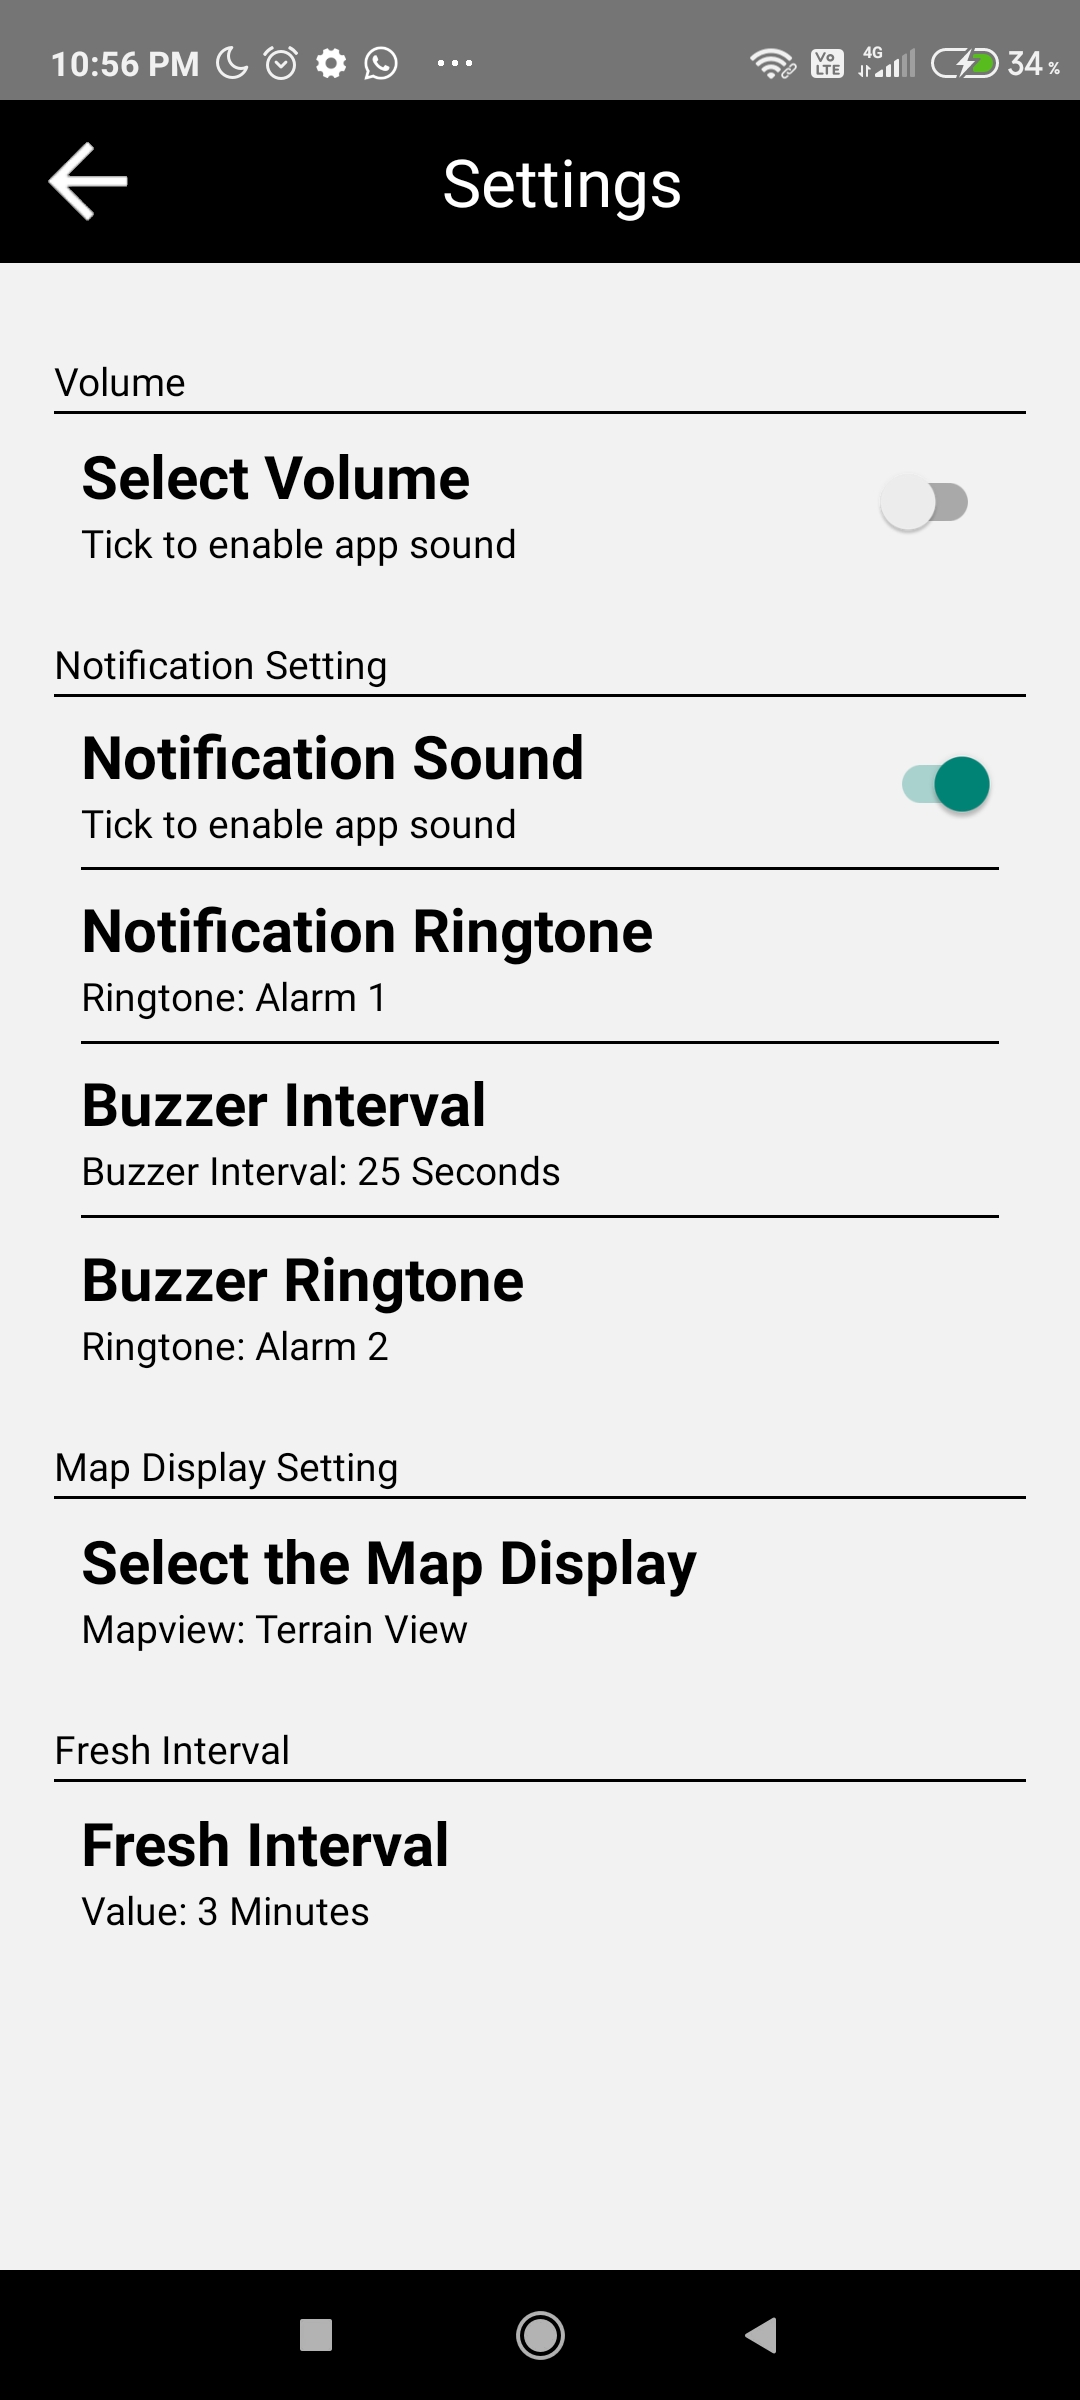 10:56 PM
Vo LTE 4G 34 %
Settings
Volume
Select Volume
Tick to enable app sound
Notification Setting
Notification Sound
Tick to enable app sound
Notification Ringtone
Ringtone: Alarm 1
Buzzer Interval
Buzzer Interval: 25 Seconds
Buzzer Ringtone
Ringtone: Alarm 2
Map Display Setting
Select the Map Display
Mapview: Terrain View
Fresh Interval
Fresh Interval
Value: 3 Minutes